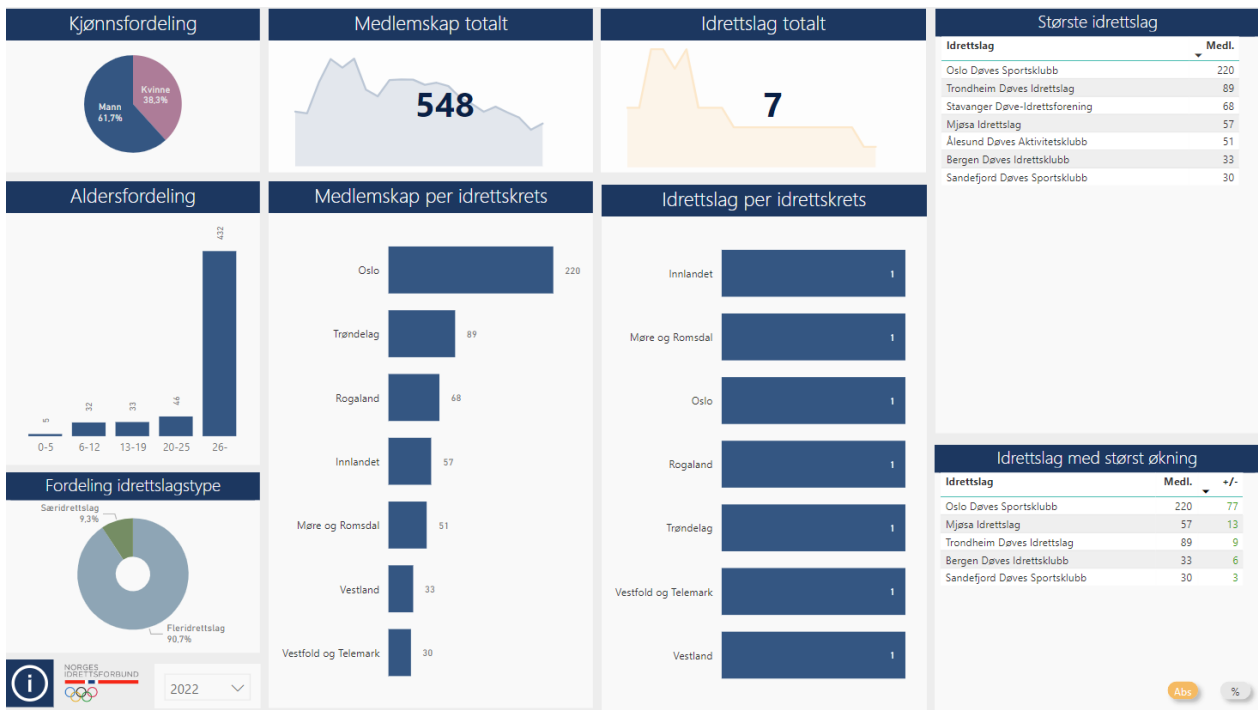 Kjønnsfordeling
Kvinne
38,3%
Mann
61,7%
Medlemskap totalt
548
Idrettslag totalt
7
Største idrettslag
Idrettslag Medl.
Oslo Døves Sportsklubb 220
Trondheim Døves Idrettslag 89
Stavanger Døve-Idrettsforening 68
Mjøsa Idrettslag 57
Ålesund Døves Aktivitetsklubb 51
Bergen Døves Idrettsklubb 33
Sandefjord Døves Sportsklubb 30
Aldersfordeling
5 32 33 46 432
0-5 6-12 13-19 20-25 26-
Medlemskap per idrettskrets
Oslo 220
Trøndelag 89
Rogaland 68
Innlandet 57
Møre og Romsdal 51
Vestland 33
Vestfold og Telemark 30
Idrettslag per idrettskrets
Innlandet 1
Møre og Romsdal 1
Oslo 1
Rogaland 1
Trøndelag 1
Vestfold og Telemark 1
Vestland 1
Fordeling idrettslagstype
Særidrettslag
9,3%
Fleridrettslag
90,7%
Idrettslag med størst økning
Idrettslag Medl. +/-
Oslo Døves Sportsklubb 220 77
Mjøsa Idrettslag 57 13
Trondheim Døves Idrettslag 89 9
Bergen Døves Idrettsklubb 33 6
Sandefjord Døves Sportsklubb 30 3
i
NORGES
IDRETTSFORBUND
2022
Abs %